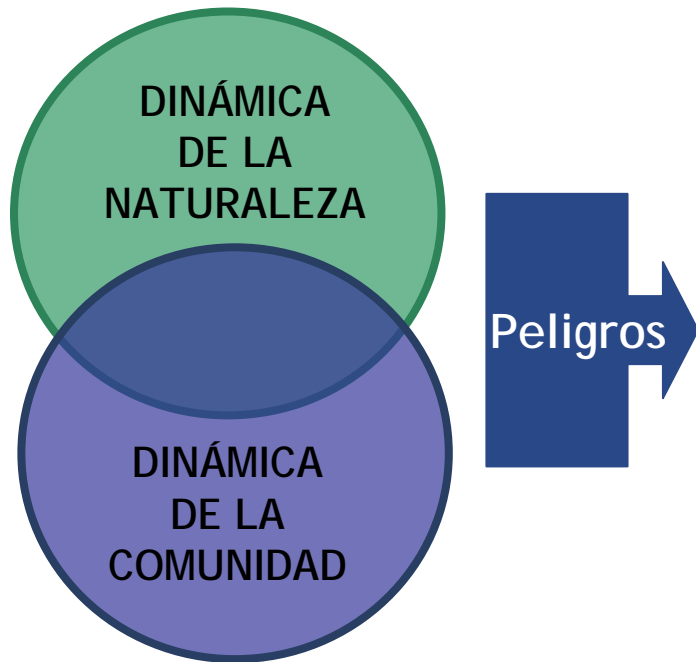 DINÁMICA
DE LA
NATURALEZA
Peligros
DINÁMICA
DE LA
COMUNIDAD